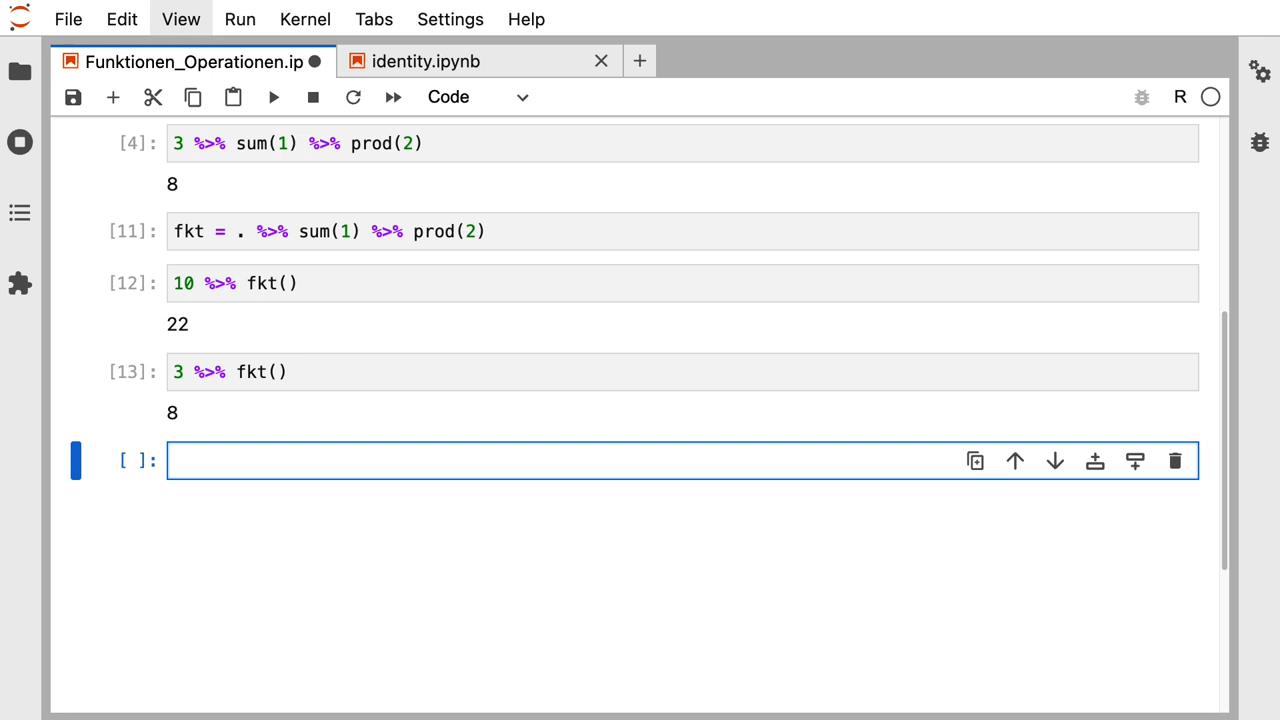 File Edit View Run Kernel Tabs Settings Help
Funktionen_Operationen.ip identity.ipynb
Code R
[4]: 3 %>% sum(1) %>% prod(2)
8
[11]: fkt = . %>% sum(1) %>% prod(2)
[12]: 10 %>% fkt()
22
[13]: 3 %>% fkt()
8
[ ]: